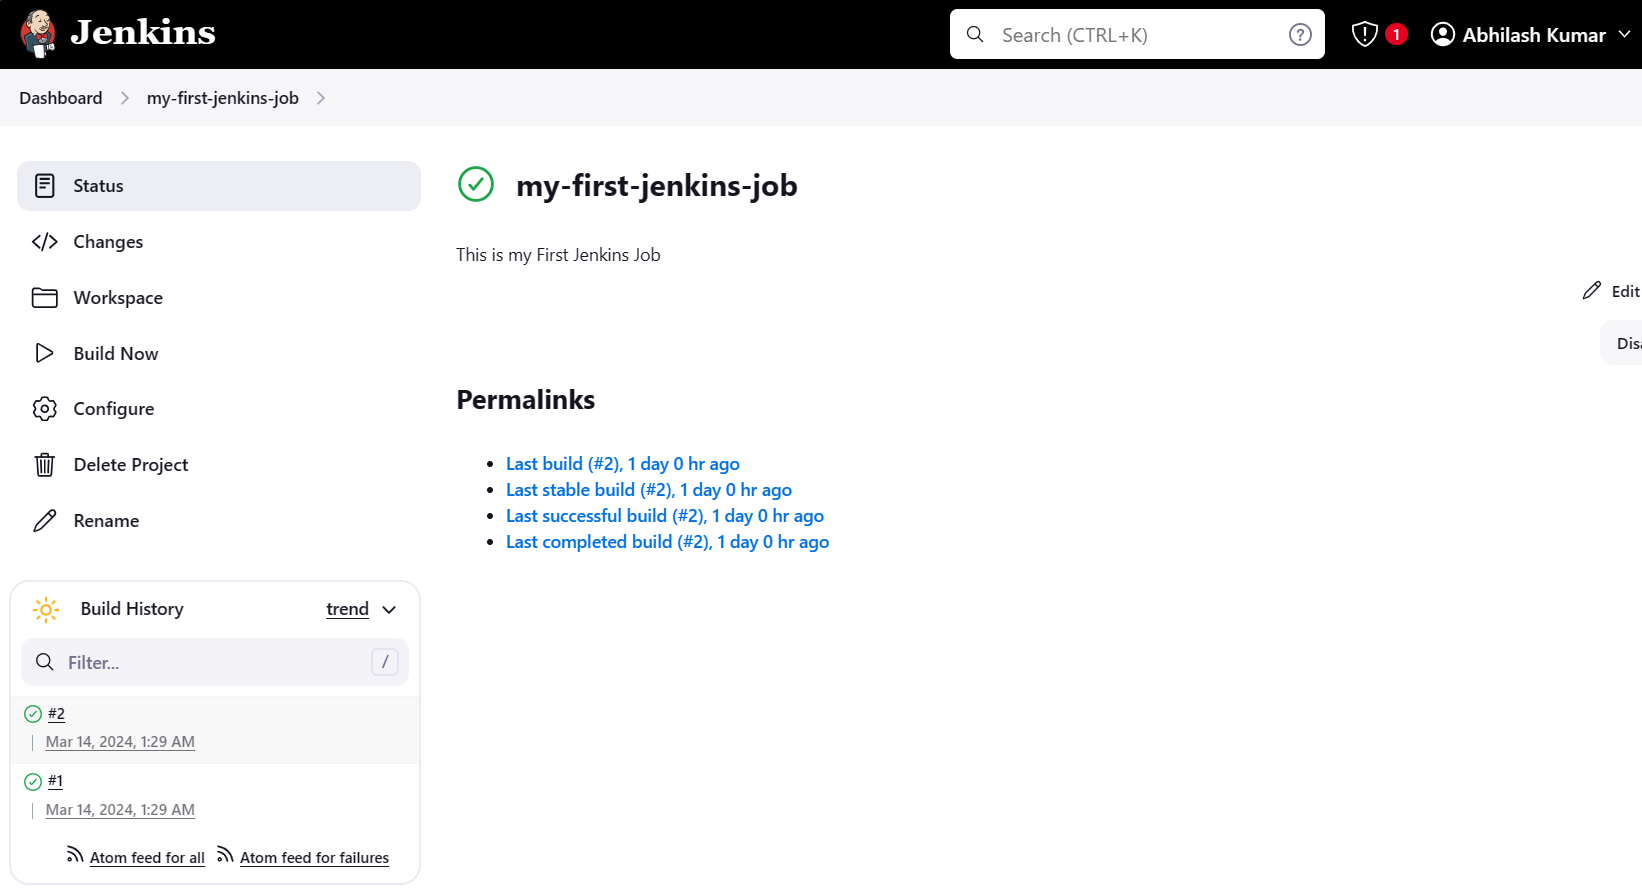 Jenkins
Search (CTRL+K)
?
1
Abhilash Kumar
Dashboard
my-first-jenkins-job
Status
Changes
Workspace
Build Now
Configure
Delete Project
Rename
my-first-jenkins-job
This is my First Jenkins Job
Edit
Disa
Permalinks
Last build (#2), 1 day 0 hr ago
Last stable build (#2), 1 day 0 hr ago
Last successful build (#2), 1 day 0 hr ago
Last completed build (#2), 1 day 0 hr ago
Build History
trend
Filter...
/
#2
Mar 14, 2024, 1:29 AM
#1
Mar 14, 2024, 1:29 AM
Atom feed for all
Atom feed for failures